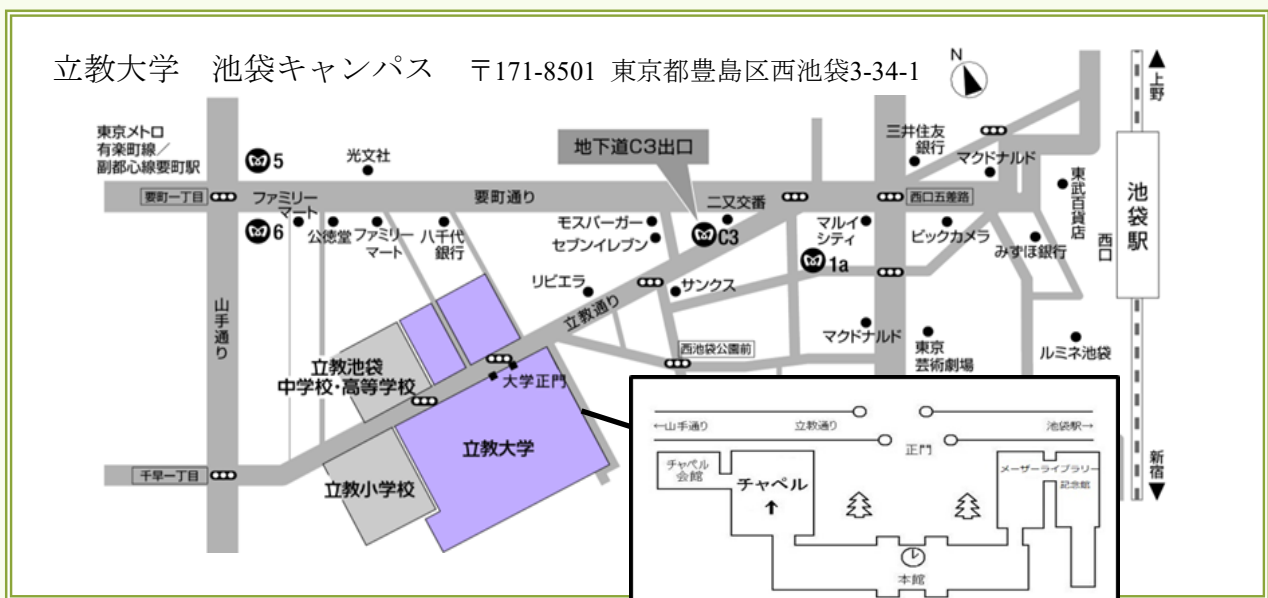 立教大学　池袋キャンパス　〒171-8501 東京都豊島区西池袋3-34-1
N
上野
東京メトロ
有楽町線／
副都心線要町駅
5
光文社
地下道C3出口
三井住友
銀行
マクドナルド
東武百貨店
池袋駅
西口
要町一丁目
ファミリー
マート
要町通り
二又交番
西口五差路
6
公徳堂
ファミリー
マート
八千代
銀行
モスバーガー
セブンイレブン
C3
マルイ
シティ
1a
ビックカメラ
みずほ銀行
リビエラ
サンクス
立教通り
山手通り
マクドナルド
東京
芸術劇場
ルミネ池袋
西池袋公園前
立教池袋
中学校・高等学校
大学正門
立教大学
千早一丁目
立教小学校
新宿
←山手通り
立教通り
池袋駅→
正門
チャペル
会館
チャペル
↑
メーザーライブラリー
記念館
本館